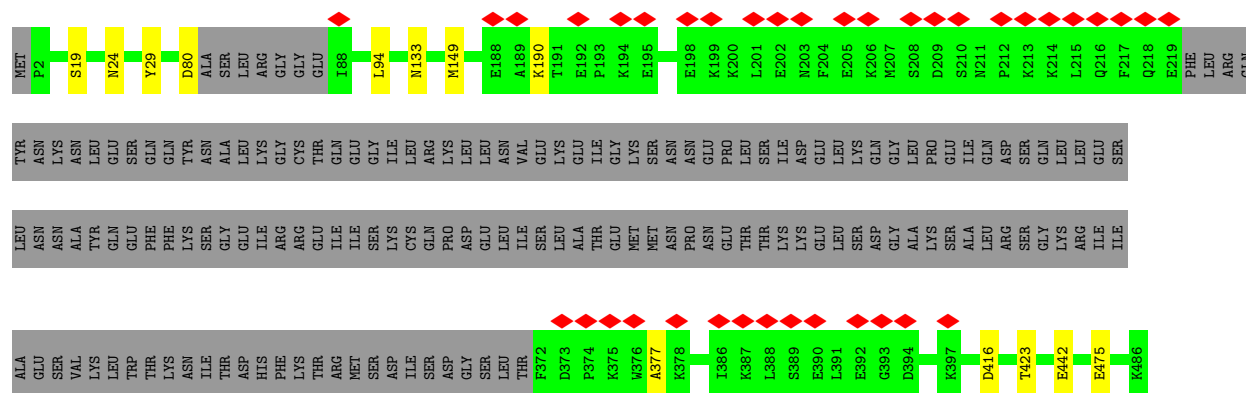 MET P2 S19 N24 Y29 D80 ALA SER LEU ARG GLY GLY GLU I88 L94 N133 M149 E188 A189 K190 T191 E192 P193 K194 E195 E198 K199 K200 L201 E202 N203 F204 E205 K206 M207 S208 D209 S210 N211 P212 K213 K214 L215 Q216 F217 Q218 E219 PHE LEU ARG GLN
TYR ASN LYS ASN LEU GLU SER GLN GLN TYR ASN ALA LEU LYS GLY CYS THR GLN GLU GLY ILE LEU ARG LYS LEU LEU ASN VAL GLU LYS GLU ILE GLY LYS SER ASN ASN GLU PRO LEU SER ILE ASP GLU LEU LYS GLN GLY LEU PRO GLU ILE GLN ASP SER GLN LEU LEU GLU SER
LEU ASN ASN ALA TYR GLN GLU PHE PHE LYS SER GLY GLU ILE ARG ARG GLU ILE ILE SER LYS CYS GLN PRO ASP GLU LEU ILE SER LEU ALA THR GLU MET MET ASN PRO ASN GLU THR THR LYS LYS GLU LEU SER ASP GLY ALA LYS SER ALA LEU ARG SER GLY LYS ARG ILE ILE
ALA GLU SER VAL LYS LEU TRP THR LYS ASN ILE THR ASP HIS PHE LYS THR ARG MET SER ASP ILE SER ASP GLY SER LEU THR F372 D373 P374 K375 W376 A377 K378 I386 K387 L388 S389 E390 L391 E392 G393 D394 K397 D416 T423 E442 E475 K486